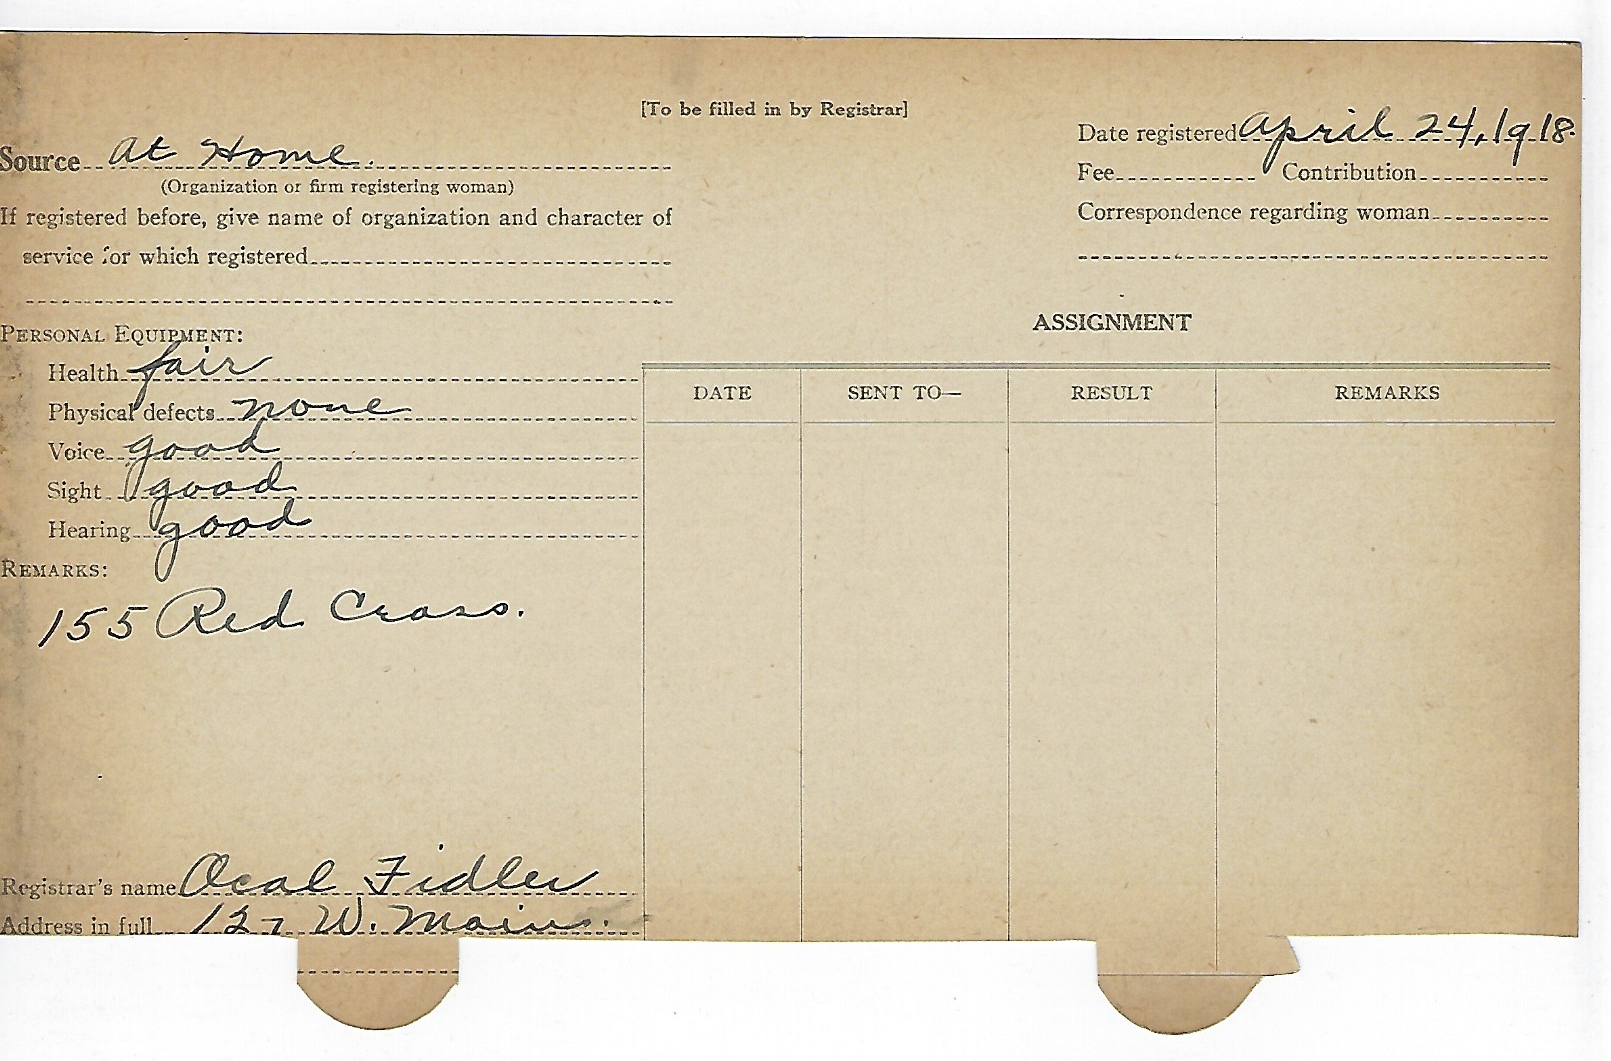 [To be filled in by Registrar]
Date registered April 24, 1918.
Source At Home.
(Organization or firm registering woman)
Fee Contribution
If registered before, give name of organization and character of
Correspondence regarding woman
service for which registered
PERSONAL EQUIPMENT:
Health fair
Physical defects none
Voice good
Sight good
Hearing good
REMARKS:
155 Red Cross.
Registrar's name Ocal Fidler
Address in full 127 W. Main.
ASSIGNMENT
DATE SENT TO— RESULT REMARKS